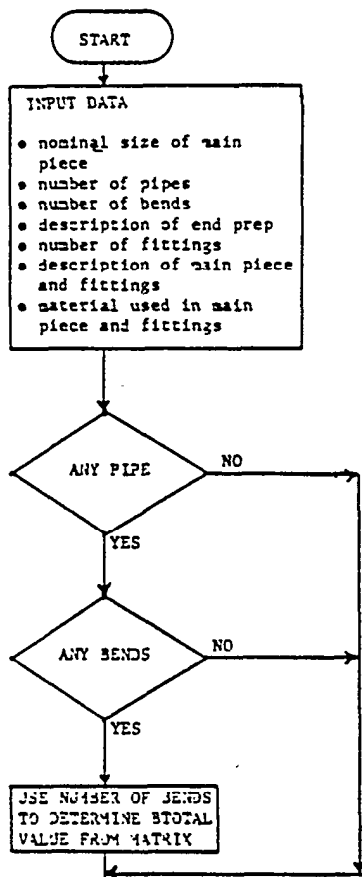 START
INPUT DATA
• nominal size of main
piece
• number of pipes
• number of bends
• description of end prep
• number of fittings
• description of main piece
and fittings
• material used in main
piece and fittings
ANY PIPE
NO
YES
ANY BENDS
NO
YES
USE NUMBER OF BENDS
TO DETERMINE BTOTAL
VALUE FROM MATRIX